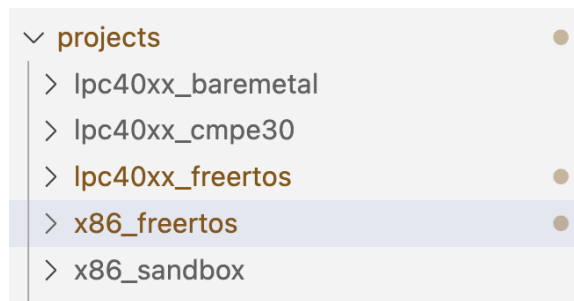 projects
lpc40xx_baremetal
lpc40xx_cmpe30
lpc40xx_freertos
x86_freertos
x86_sandbox